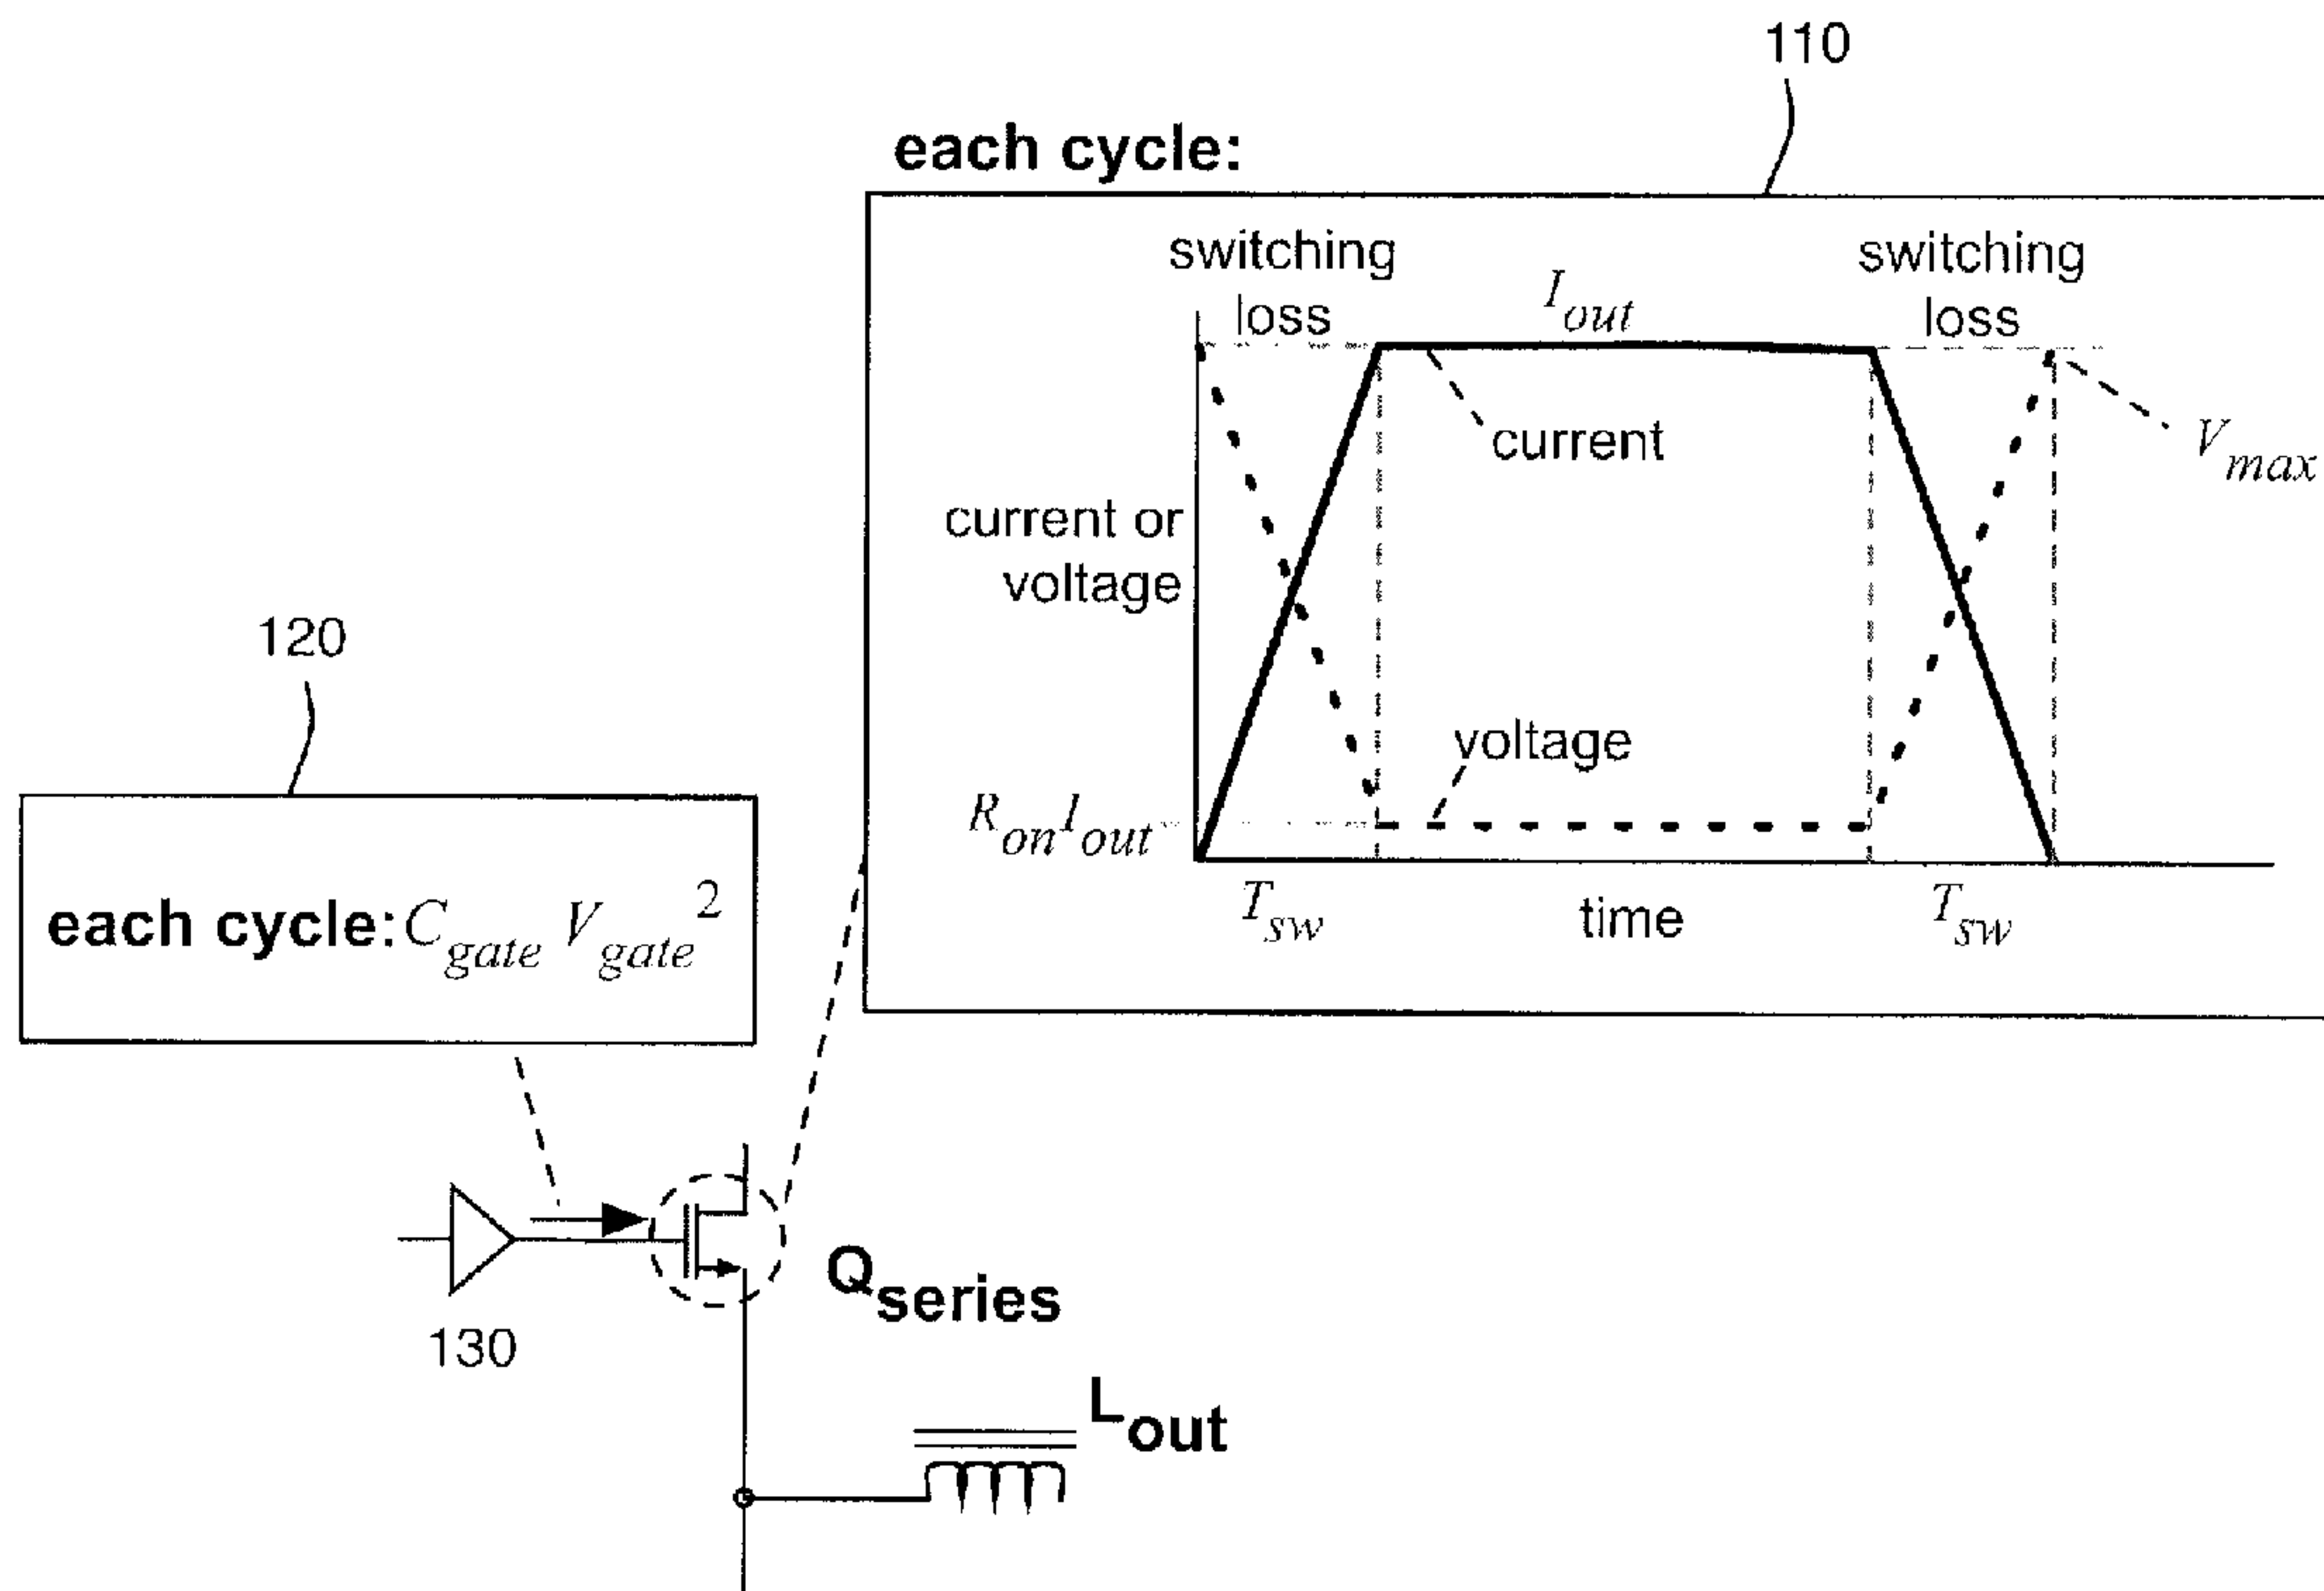 110
each cycle:
switching
loss
I_out
switching
loss
current
V_max
current or
voltage
120
voltage
R_on I_out
T_sw
time
T_sw
each cycle: C_gate V_gate^2
Q_series
130
L_out